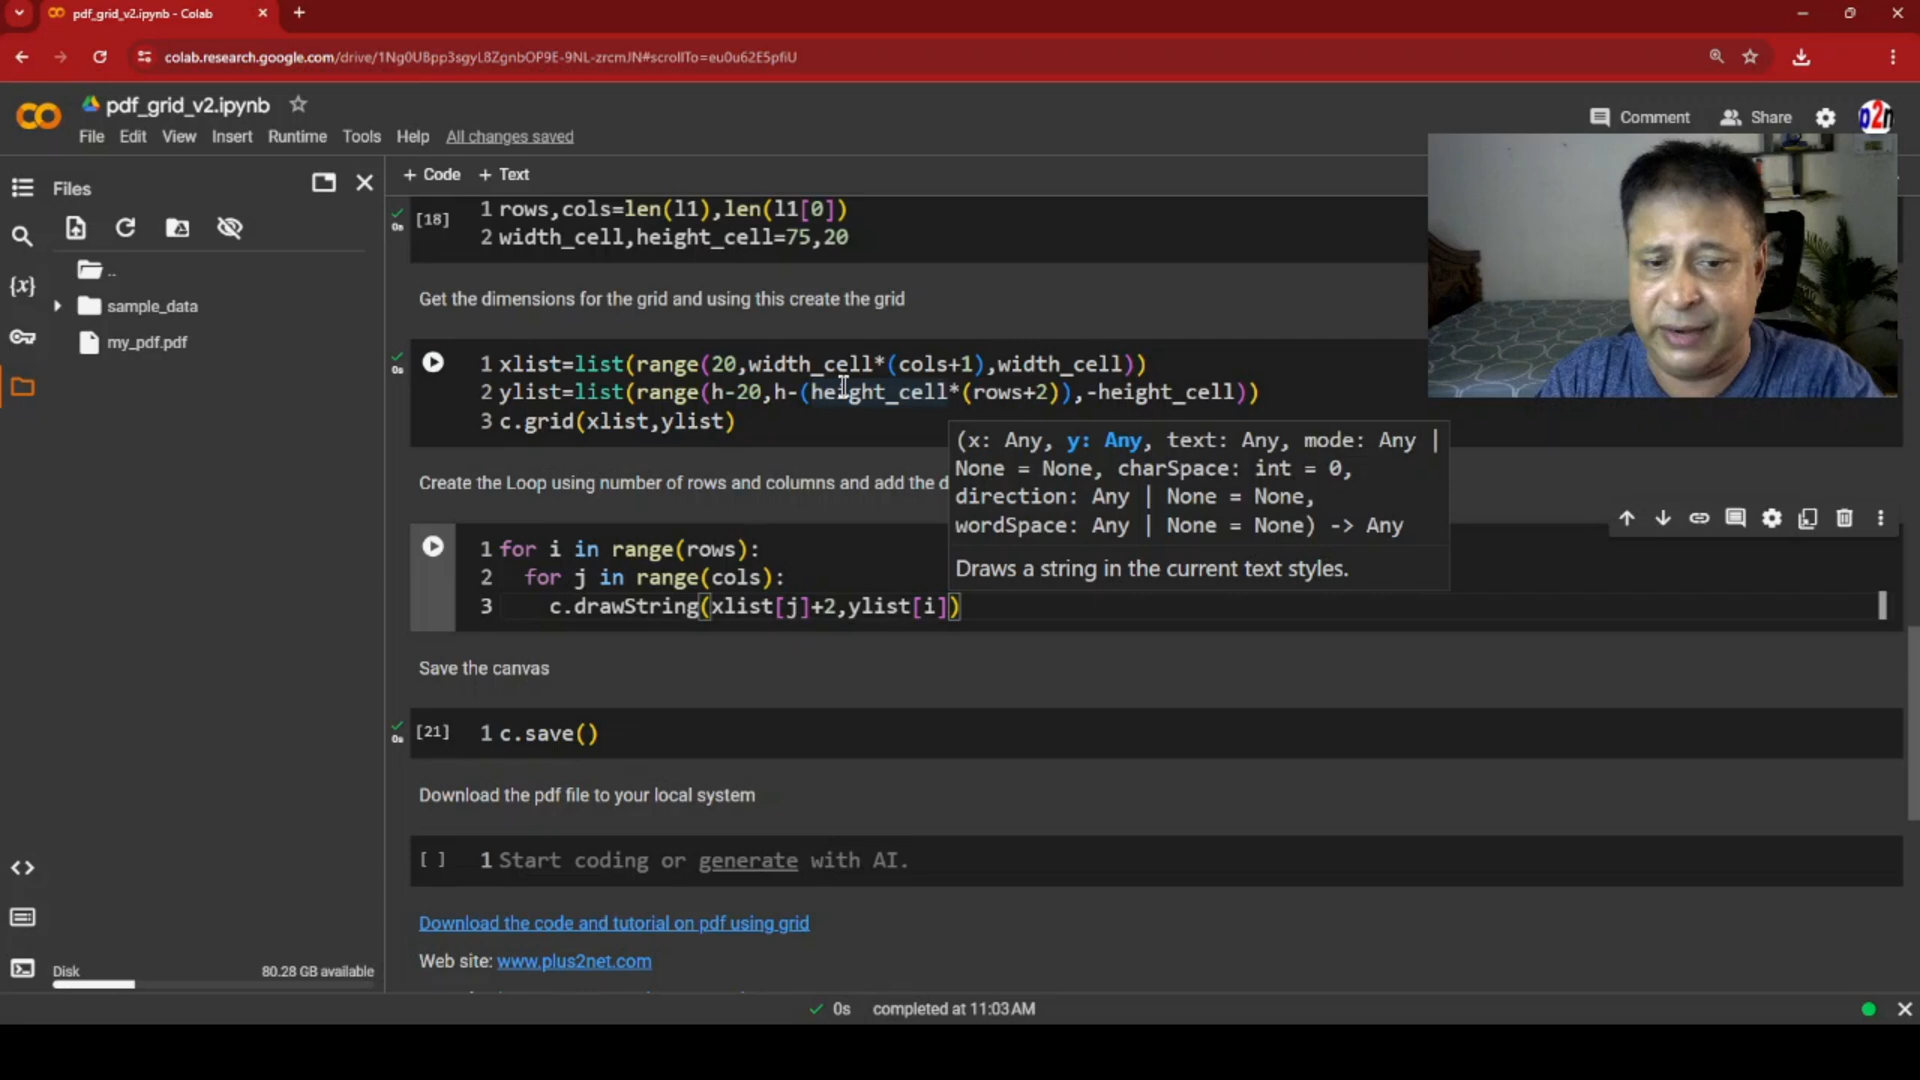 pdf_grid_v2.ipynb - Colab
colab.research.google.com/drive/1Ng0U8pp3sgyL8ZgnbOP9E-9NL-zrcmJN#scrollTo=eu0u62E5pfiU
pdf_grid_v2.ipynb
File Edit View Insert Runtime Tools Help All changes saved
Comment Share
Files
+ Code + Text
..
sample_data
my_pdf.pdf
{x}
[18]
0s
1 rows,cols=len(l1),len(l1[0])
2 width_cell,height_cell=75,20
Get the dimensions for the grid and using this create the grid
0s
1 xlist=list(range(20,width_cell*(cols+1),width_cell))
2 ylist=list(range(h-20,h-(height_cell*(rows+2)),-height_cell))
3 c.grid(xlist,ylist)
(x: Any, y: Any, text: Any, mode: Any |
None = None, charSpace: int = 0,
direction: Any | None = None,
wordSpace: Any | None = None) -> Any
Draws a string in the current text styles.
Create the Loop using number of rows and columns and add the d
1 for i in range(rows):
2 for j in range(cols):
3 c.drawString(xlist[j]+2,ylist[i])
Save the canvas
0s
[21] 1 c.save()
Download the pdf file to your local system
[ ] 1 Start coding or generate with AI.
Download the code and tutorial on pdf using grid
Web site: www.plus2net.com
Disk 80.28 GB available
0s completed at 11:03 AM